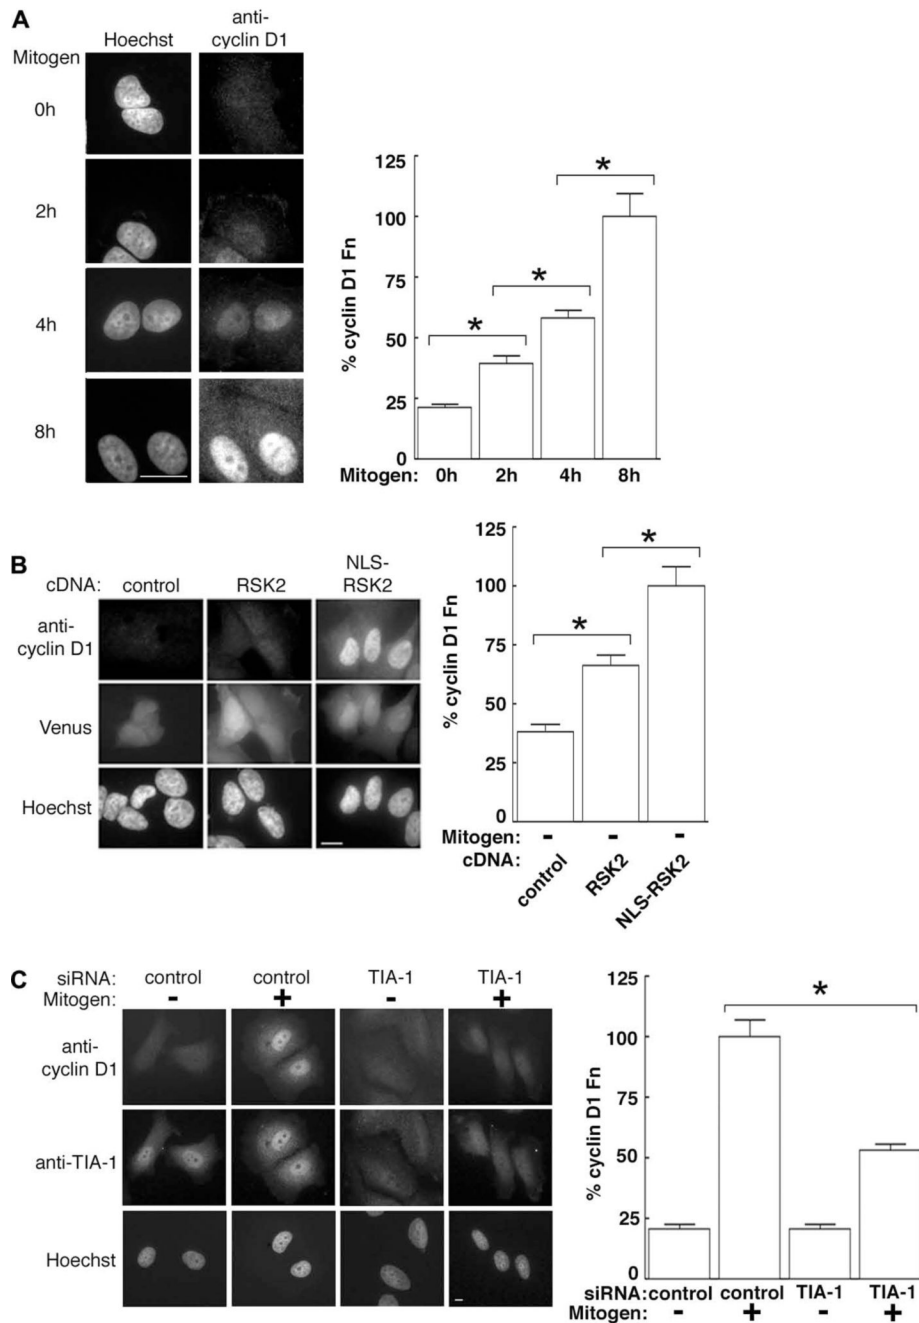 A
Mitogen
Hoechst
anti-
cyclin D1
0h
2h
4h
8h
% cyclin D1 Fn
125
100
75
50
25
0
*
*
*
Mitogen: 0h 2h 4h 8h
B
cDNA: control RSK2 NLS-
RSK2
anti-
cyclin D1
Venus
Hoechst
% cyclin D1 Fn
125
100
75
50
25
0
*
*
Mitogen: - - -
cDNA: control RSK2 NLS-RSK2
C
siRNA: control control TIA-1 TIA-1
Mitogen: - + - +
anti-
cyclin D1
anti-TIA-1
Hoechst
% cyclin D1 Fn
125
100
75
50
25
0
*
siRNA: control control TIA-1 TIA-1
Mitogen: - + - +